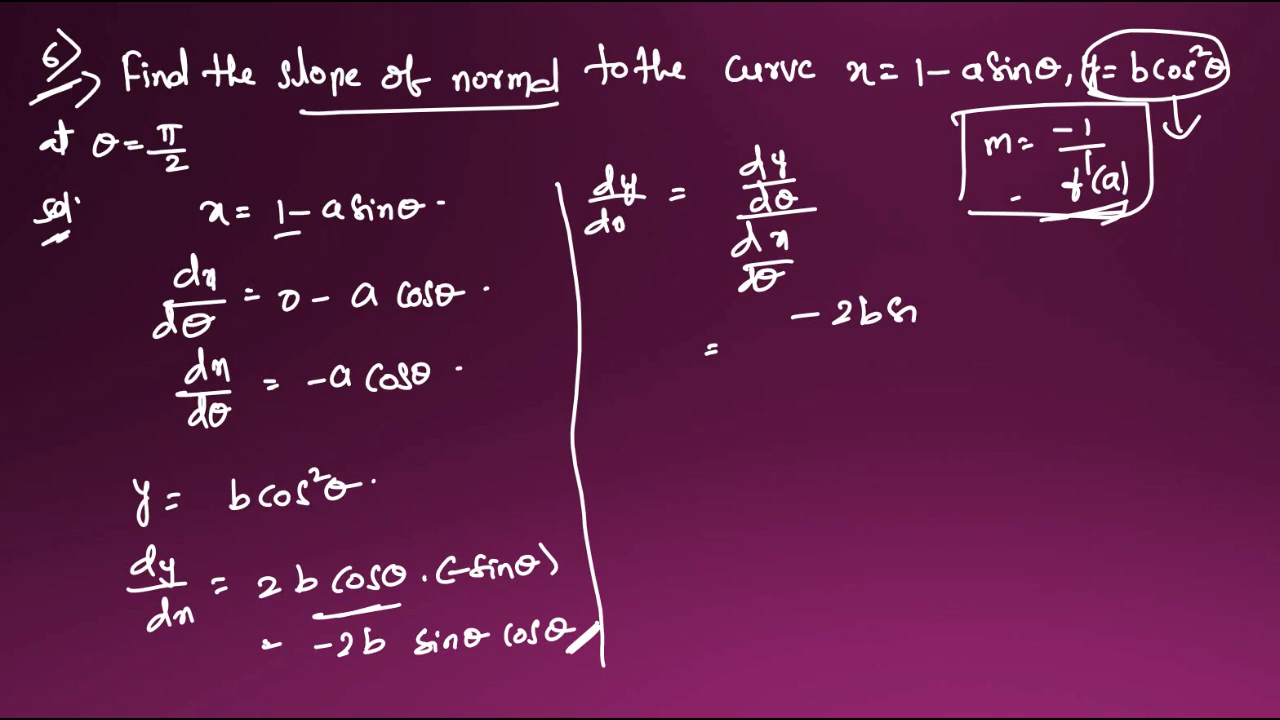 6) Find the slope of normal to the curve x = 1 - a sinθ, y = b cos²θ
at θ = π/2
m = -1/f'(a)
sol:
x = 1 - a sinθ.
dx/dθ = 0 - a cosθ.
dx/dθ = -a cosθ.
y = b cos²θ.
dy/dx = 2 b cosθ . (-sinθ)
= -2b sinθ cosθ
dy/dθ = dy/dθ / dx/dθ
= -2b sin